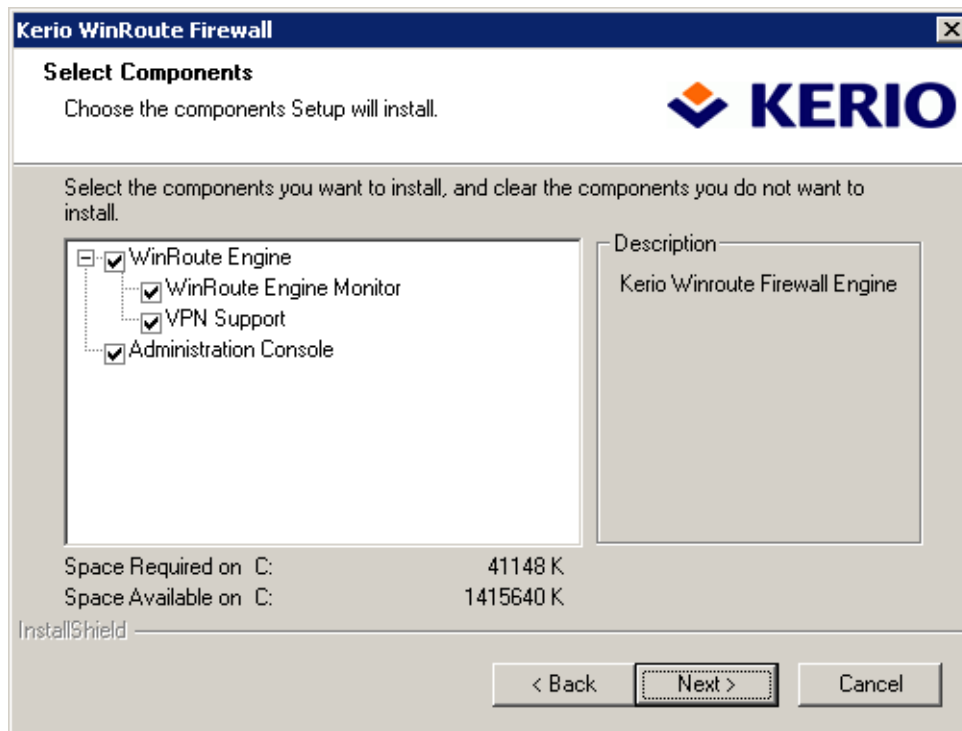 Kerio WinRoute Firewall
Select Components
Choose the components Setup will install.
KERIO
Select the components you want to install, and clear the components you do not want to
install.
WinRoute Engine
WinRoute Engine Monitor
VPN Support
Administration Console
Description
Kerio Winroute Firewall Engine
Space Required on C: 41148 K
Space Available on C: 1415640 K
InstallShield
< Back Next > Cancel